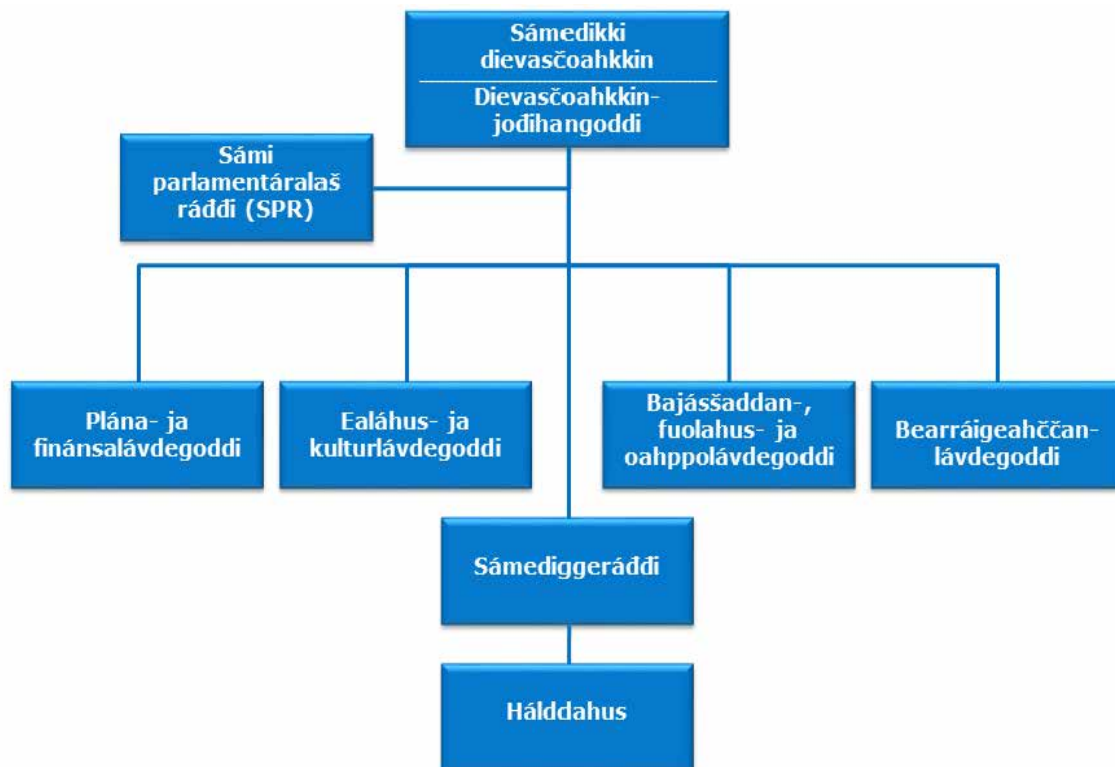 Sámedikki
dievasčoahkkin
Dievasčoahkkin-
jođihangoddi
Sámi
parlamentáralaš
ráđđi (SPR)
Plána- ja
finánsalávdegoddi
Ealáhus- ja
kulturlávdegoddi
Bajásšaddan-,
fuolahus- ja
oahppolávdegoddi
Bearráigeahččan-
lávdegoddi
Sámediggeráđđi
Hálddahus